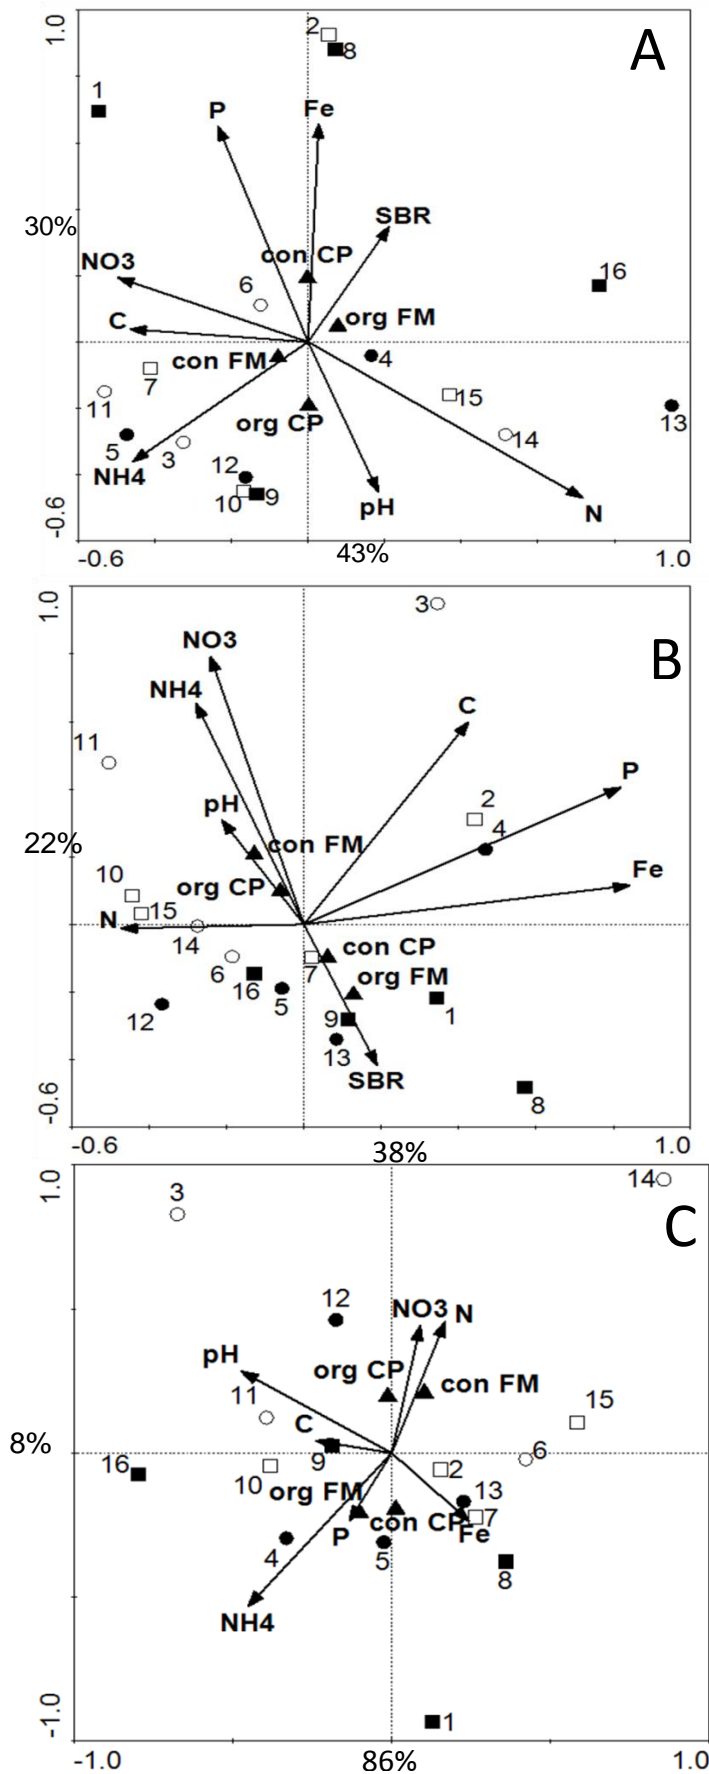 1.0
2
8
A
1
P
Fe
30%
SBR
con CP
NO3
6
16
C
org FM
con FM
4
7
15
11
org CP
13
14
5
3
12
NH4
10
9
pH
N
-0.6
-0.6
43%
1.0
1.0
3
NO3
B
NH4
C
11
P
pH
2
4
22%
con FM
Fe
10
org CP
15
N
14
con CP
6
7
org FM
16
5
1
12
9
13
SBR
-0.6
8
-0.6
38%
1.0
1.0
3
14
C
12
NO3
N
pH
org CP
con FM
11
15
C
8%
9
6
16
10
2
org FM
13
7
P
con CP
Fe
4
5
8
NH4
-1.0
1
-1.0
86%
1.0